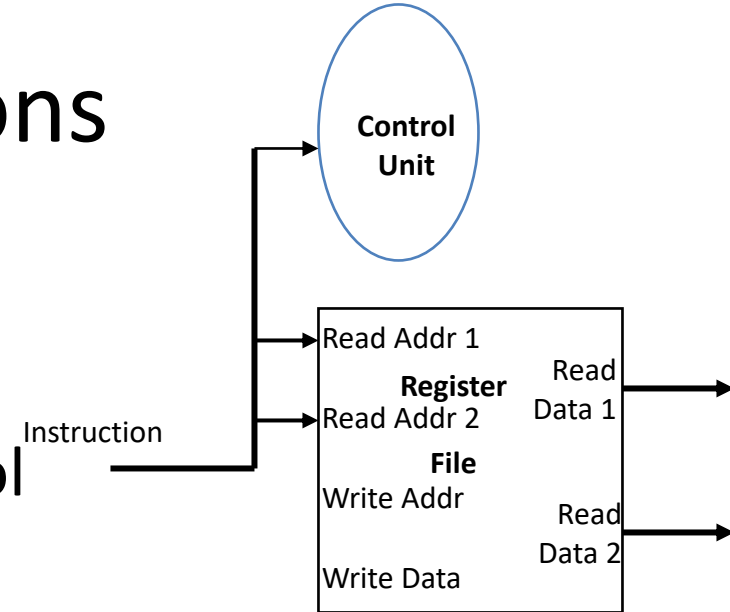 ons
Control
Unit
Read Addr 1
Register
Read
Data 1
Read Addr 2
Instruction
ol
File
Write Addr
Read
Data 2
Write Data